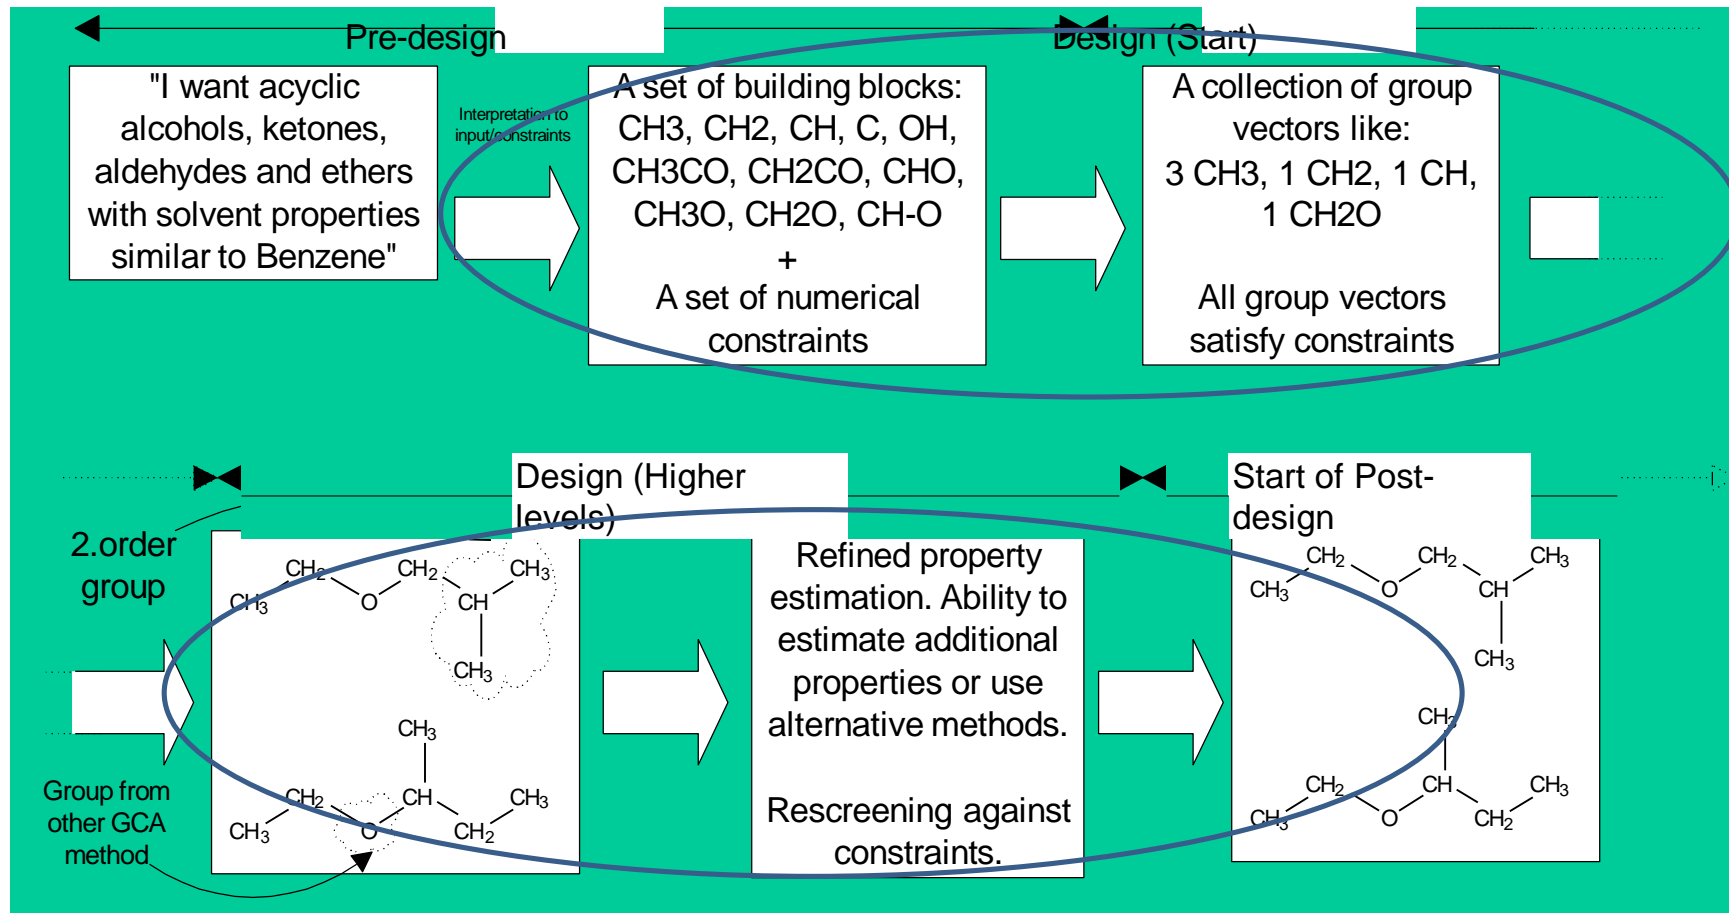 Pre-design
Design (Start)
"I want acyclic
alcohols, ketones,
aldehydes and ethers
with solvent properties
similar to Benzene"
Interpretation to
input/constraints
A set of building blocks:
CH3, CH2, CH, C, OH,
CH3CO, CH2CO, CHO,
CH3O, CH2O, CH-O
+
A set of numerical
constraints
A collection of group
vectors like:
3 CH3, 1 CH2, 1 CH,
1 CH2O
All group vectors
satisfy constraints
Design (Higher
levels)
Start of Post-
design
2.order
group
CH2 CH2 CH3
CH3 O CH
CH3
CH3
CH2 CH CH3
CH3 O CH2
Group from
other GCA
method
Refined property
estimation. Ability to
estimate additional
properties or use
alternative methods.
Rescreening against
constraints.
CH2 CH2 CH3
CH3 O CH
CH3
CH3
CH2 CH CH3
CH3 O CH2